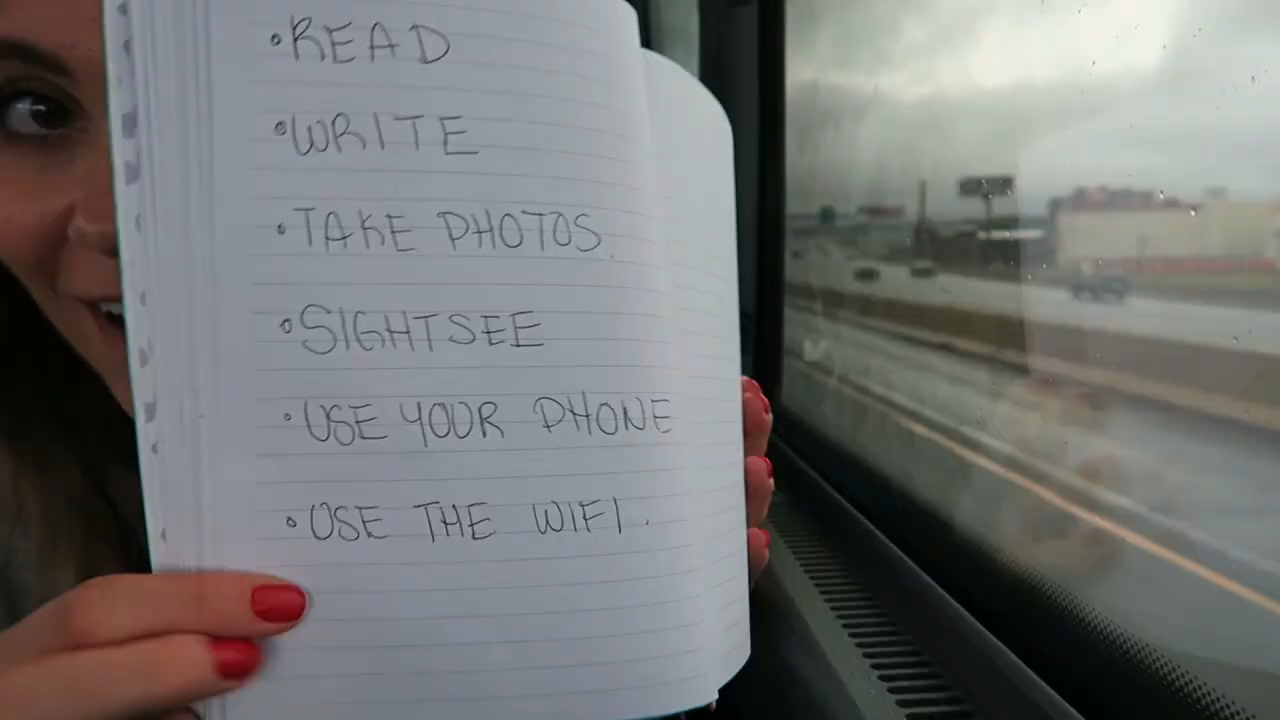 •READ
•WRITE
•TAKE PHOTOS
•SIGHTSEE
•USE YOUR PHONE
•USE THE WIFI.